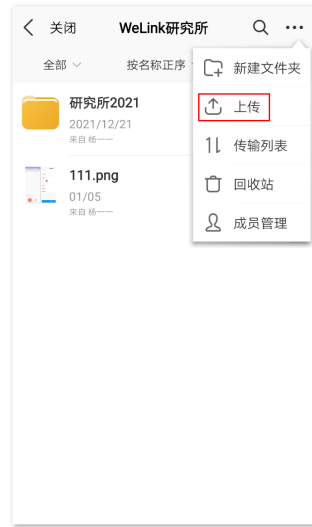 关闭 WeLink研究所
全部 按名称正序
新建文件夹
研究所2021
2021/12/21
来自 杨一一
上传
传输列表
111.png
01/05
来自 杨一一
回收站
成员管理